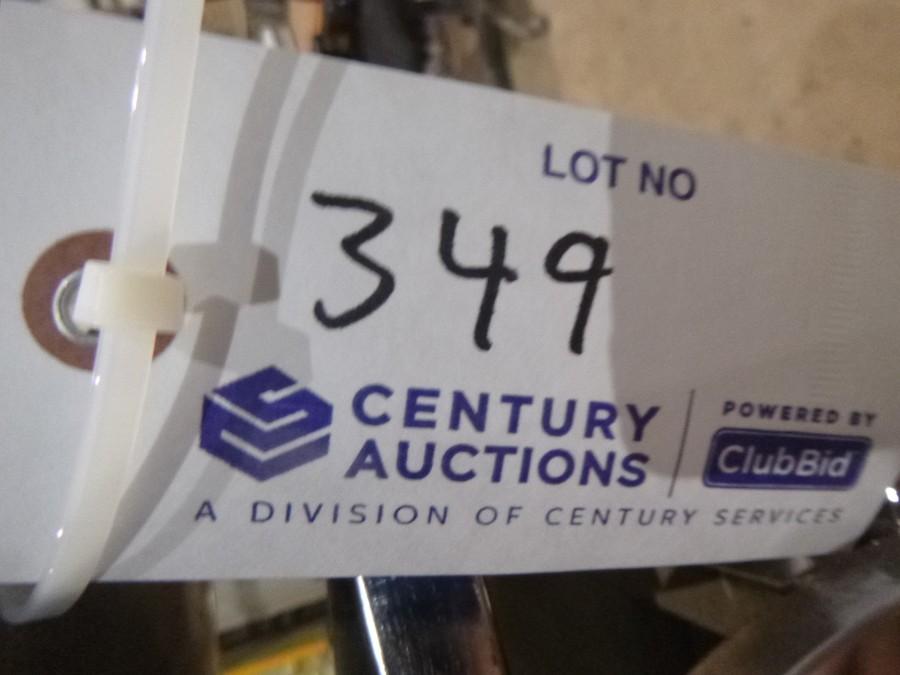 LOT NO
349
CENTURY
AUCTIONS
POWERED BY
ClubBid
A DIVISION OF CENTURY SERVICES